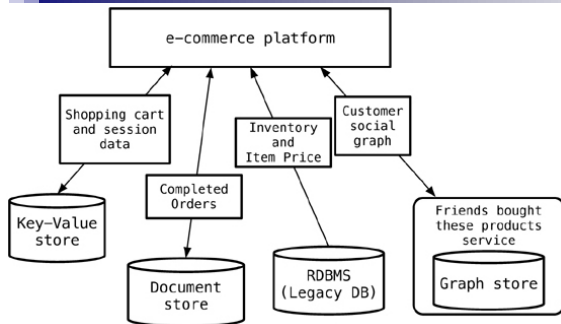 e-commerce platform
Shopping cart
and session
data
Completed
Orders
Inventory
and
Item Price
Customer
social
graph
Key-Value
store
Document
store
RDBMS
(Legacy DB)
Friends bought
these products
service
Graph store